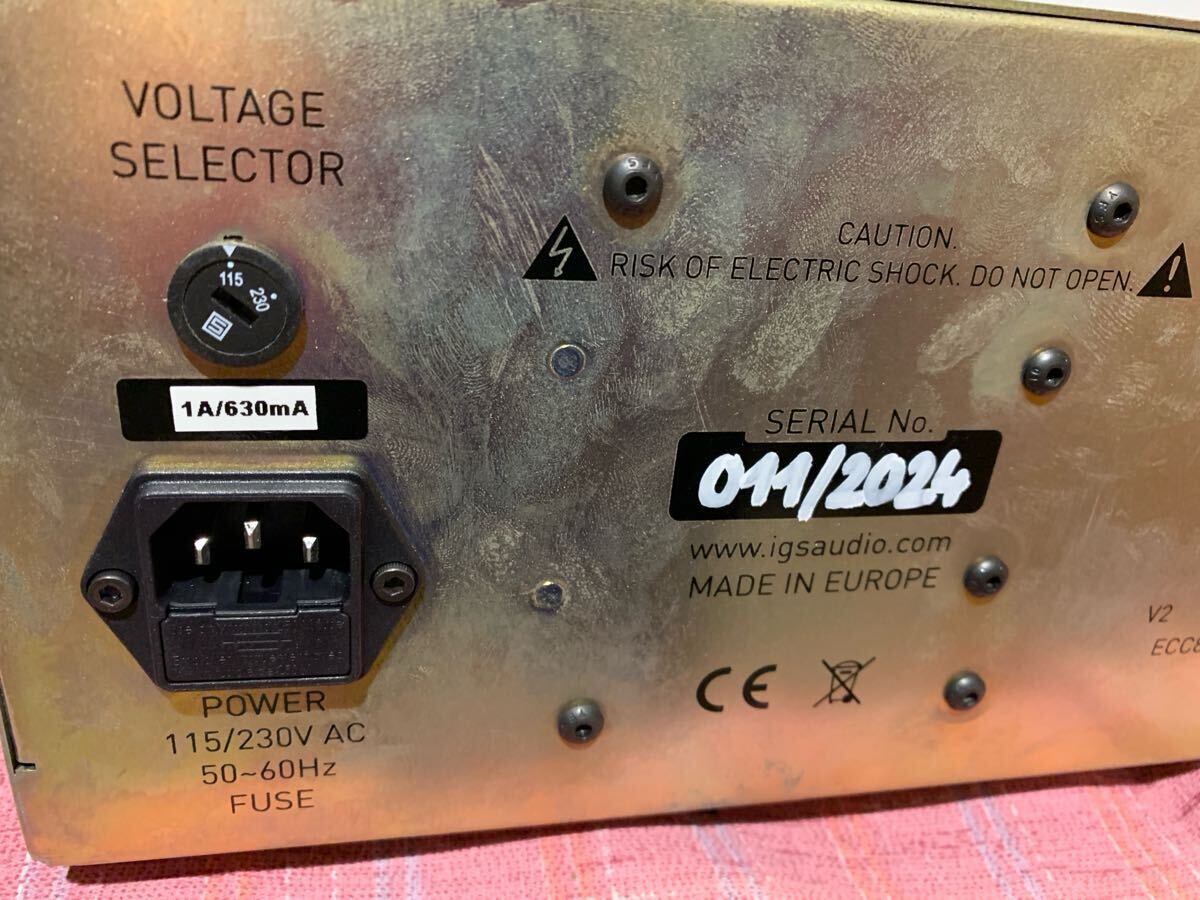 VOLTAGE
SELECTOR
115
230
1A/630mA
POWER
115/230V AC
50~60Hz
FUSE
CAUTION.
RISK OF ELECTRIC SHOCK. DO NOT OPEN.
SERIAL No.
011/2024
www.igsaudio.com
MADE IN EUROPE
CE
V2